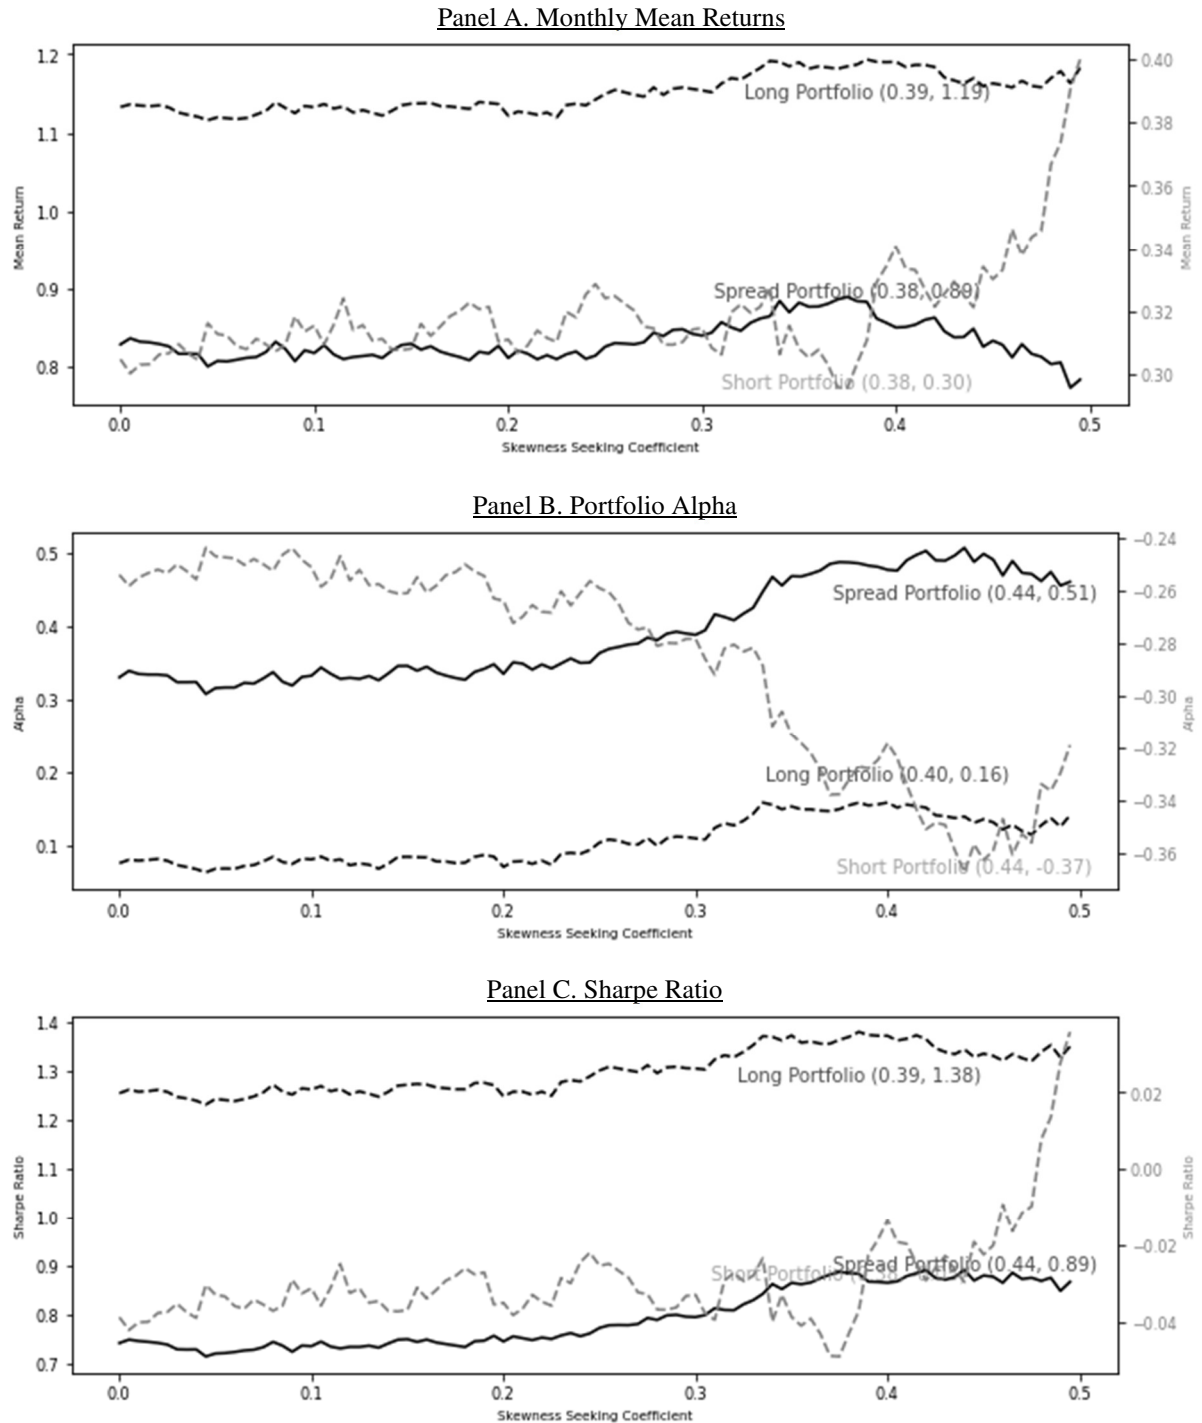 Panel A. Monthly Mean Returns
1.2
1.1
1.0
0.9
0.8
Mean Return
0.40
0.38
0.36
0.34
0.32
0.30
Mean Return
Long Portfolio (0.39, 1.19)
Spread Portfolio (0.38, 0.89)
Short Portfolio (0.38, 0.30)
0.0 0.1 0.2 0.3 0.4 0.5
Skewness Seeking Coefficient
Panel B. Portfolio Alpha
0.5
0.4
0.3
0.2
0.1
Alpha
−0.24
−0.26
−0.28
−0.30
−0.32
−0.34
−0.36
Alpha
Spread Portfolio (0.44, 0.51)
Long Portfolio (0.40, 0.16)
Short Portfolio (0.44, -0.37)
0.0 0.1 0.2 0.3 0.4 0.5
Skewness Seeking Coefficient
Panel C. Sharpe Ratio
1.4
1.3
1.2
1.1
1.0
0.9
0.8
0.7
Sharpe Ratio
0.02
0.00
−0.02
−0.04
Sharpe Ratio
Long Portfolio (0.39, 1.38)
Spread Portfolio (0.44, 0.89)
Short Portfolio
0.0 0.1 0.2 0.3 0.4 0.5
Skewness Seeking Coefficient